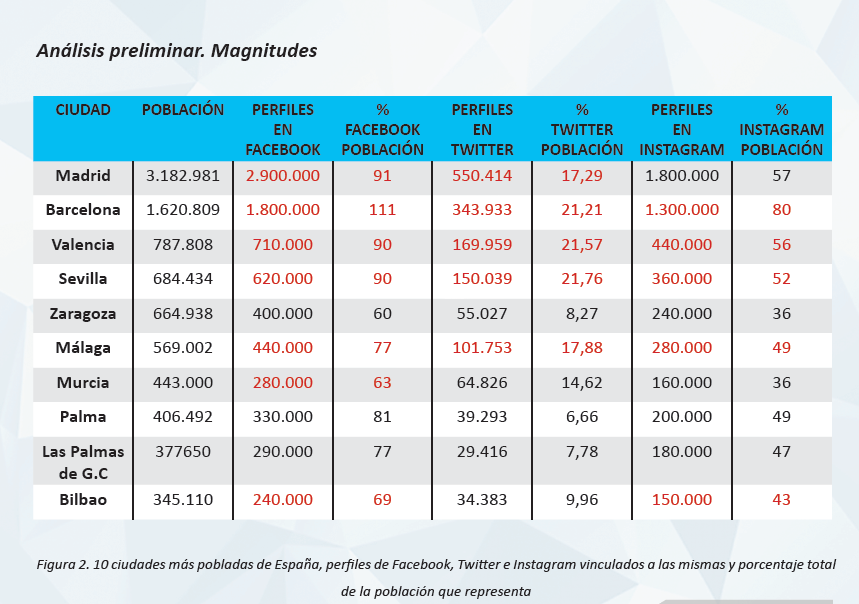 Análisis preliminar. Magnitudes
CIUDAD POBLACIÓN PERFILES EN FACEBOOK % FACEBOOK POBLACIÓN PERFILES EN TWITTER % TWITTER POBLACIÓN PERFILES EN INSTAGRAM % INSTAGRAM POBLACIÓN
Madrid 3.182.981 2.900.000 91 550.414 17,29 1.800.000 57
Barcelona 1.620.809 1.800.000 111 343.933 21,21 1.300.000 80
Valencia 787.808 710.000 90 169.959 21,57 440.000 56
Sevilla 684.434 620.000 90 150.039 21,76 360.000 52
Zaragoza 664.938 400.000 60 55.027 8,27 240.000 36
Málaga 569.002 440.000 77 101.753 17,88 280.000 49
Murcia 443.000 280.000 63 64.826 14,62 160.000 36
Palma 406.492 330.000 81 39.293 6,66 200.000 49
Las Palmas de G.C 377650 290.000 77 29.416 7,78 180.000 47
Bilbao 345.110 240.000 69 34.383 9,96 150.000 43
Figura 2. 10 ciudades más pobladas de España, perfiles de Facebook, Twitter e Instagram vinculados a las mismas y porcentaje total
de la población que representa